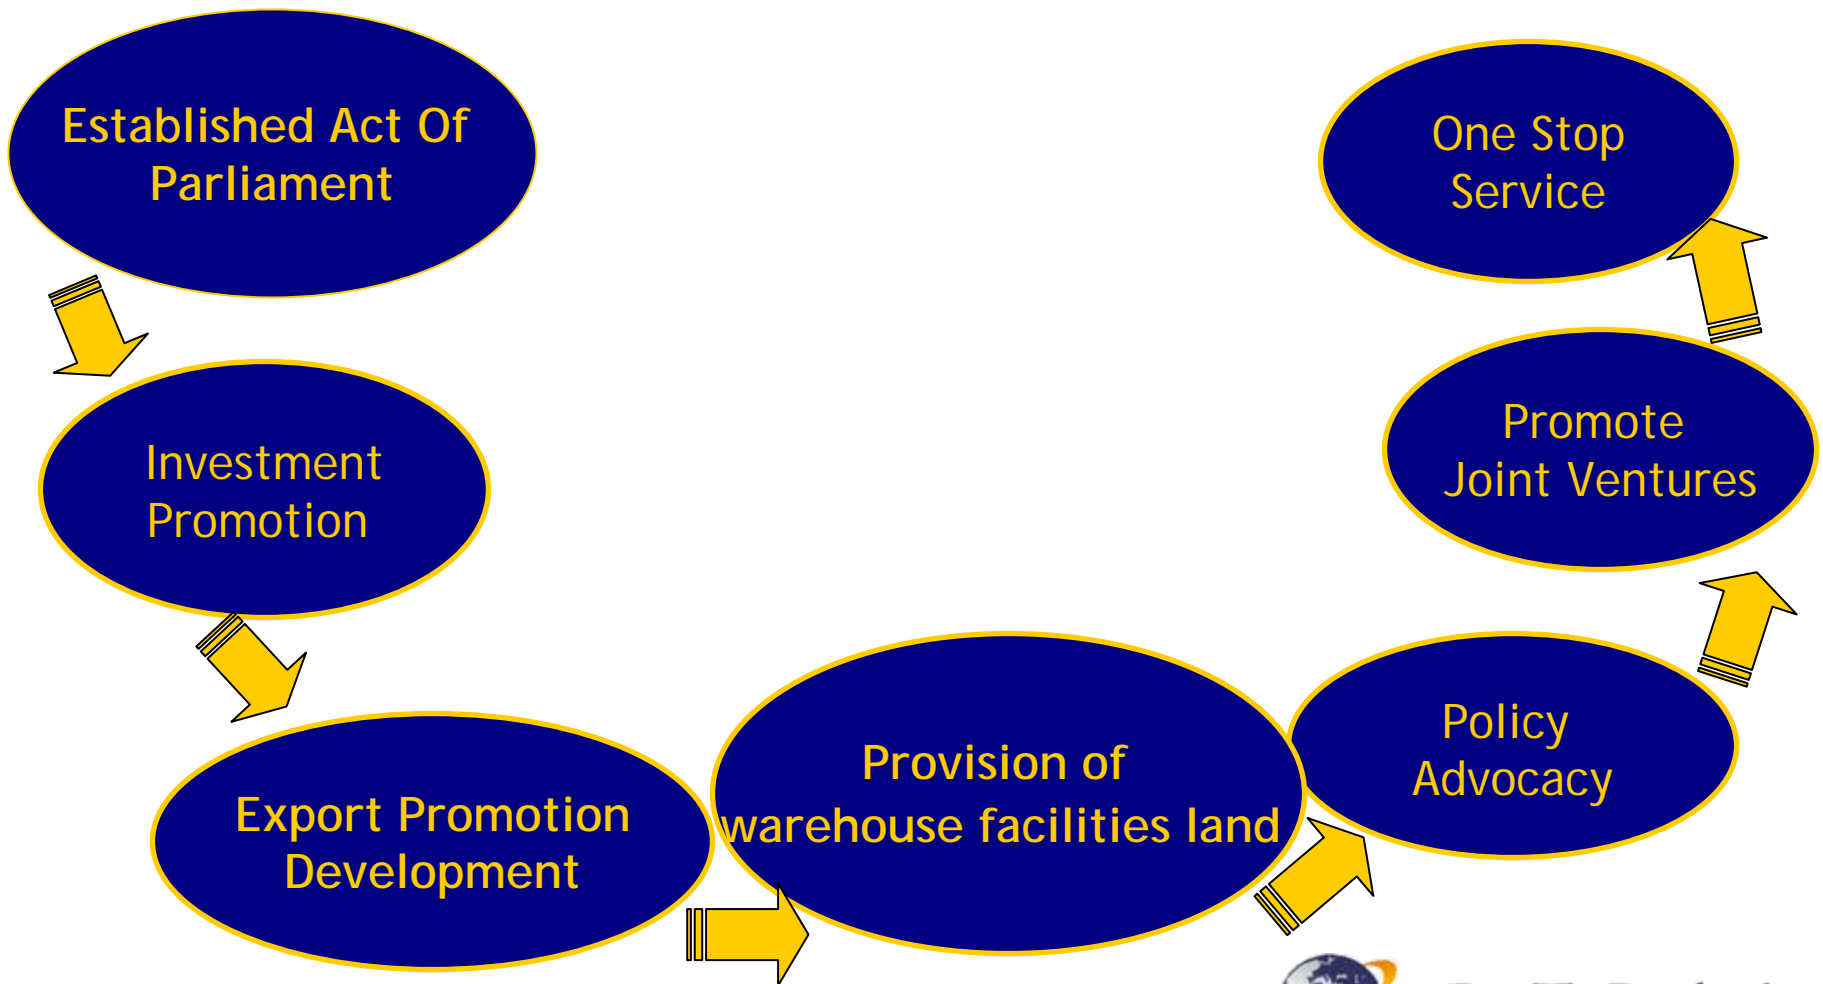 Established Act Of
Parliament
Investment
Promotion
Export Promotion
Development
Provision of
warehouse facilities land
Policy
Advocacy
Promote
Joint Ventures
One Stop
Service